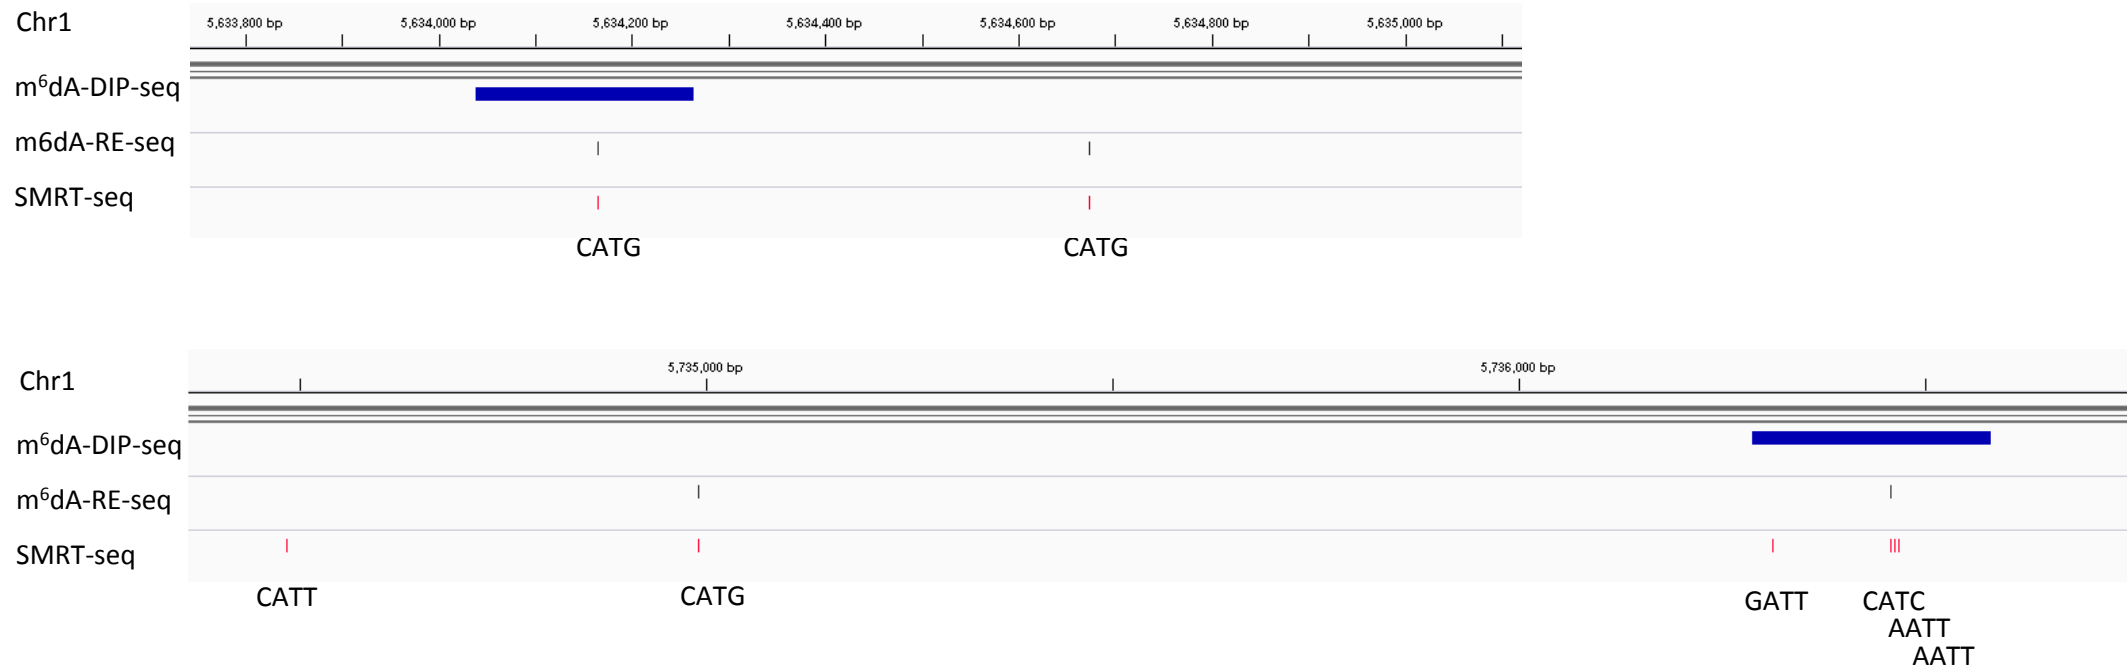 Chr1
5,633,800 bp 5,634,000 bp 5,634,200 bp 5,634,400 bp 5,634,600 bp 5,634,800 bp 5,635,000 bp
m⁶dA-DIP-seq
m6dA-RE-seq
SMRT-seq
CATG CATG
Chr1
5,735,000 bp 5,736,000 bp
m⁶dA-DIP-seq
m⁶dA-RE-seq
SMRT-seq
CATT CATG GATT CATC
AATT
AATT